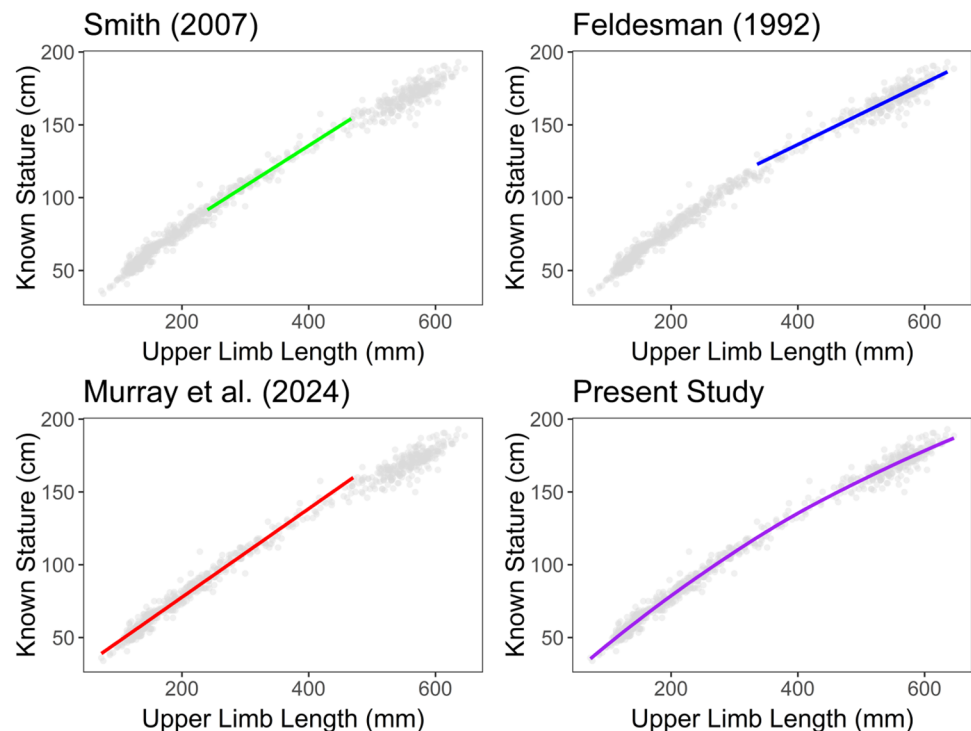 Smith (2007)
Feldesman (1992)
Known Stature (cm)
200
150
100
50
200
400
600
Upper Limb Length (mm)
Known Stature (cm)
200
150
100
50
200
400
600
Upper Limb Length (mm)
Murray et al. (2024)
Present Study
Known Stature (cm)
200
150
100
50
200
400
600
Upper Limb Length (mm)
Known Stature (cm)
200
150
100
50
200
400
600
Upper Limb Length (mm)